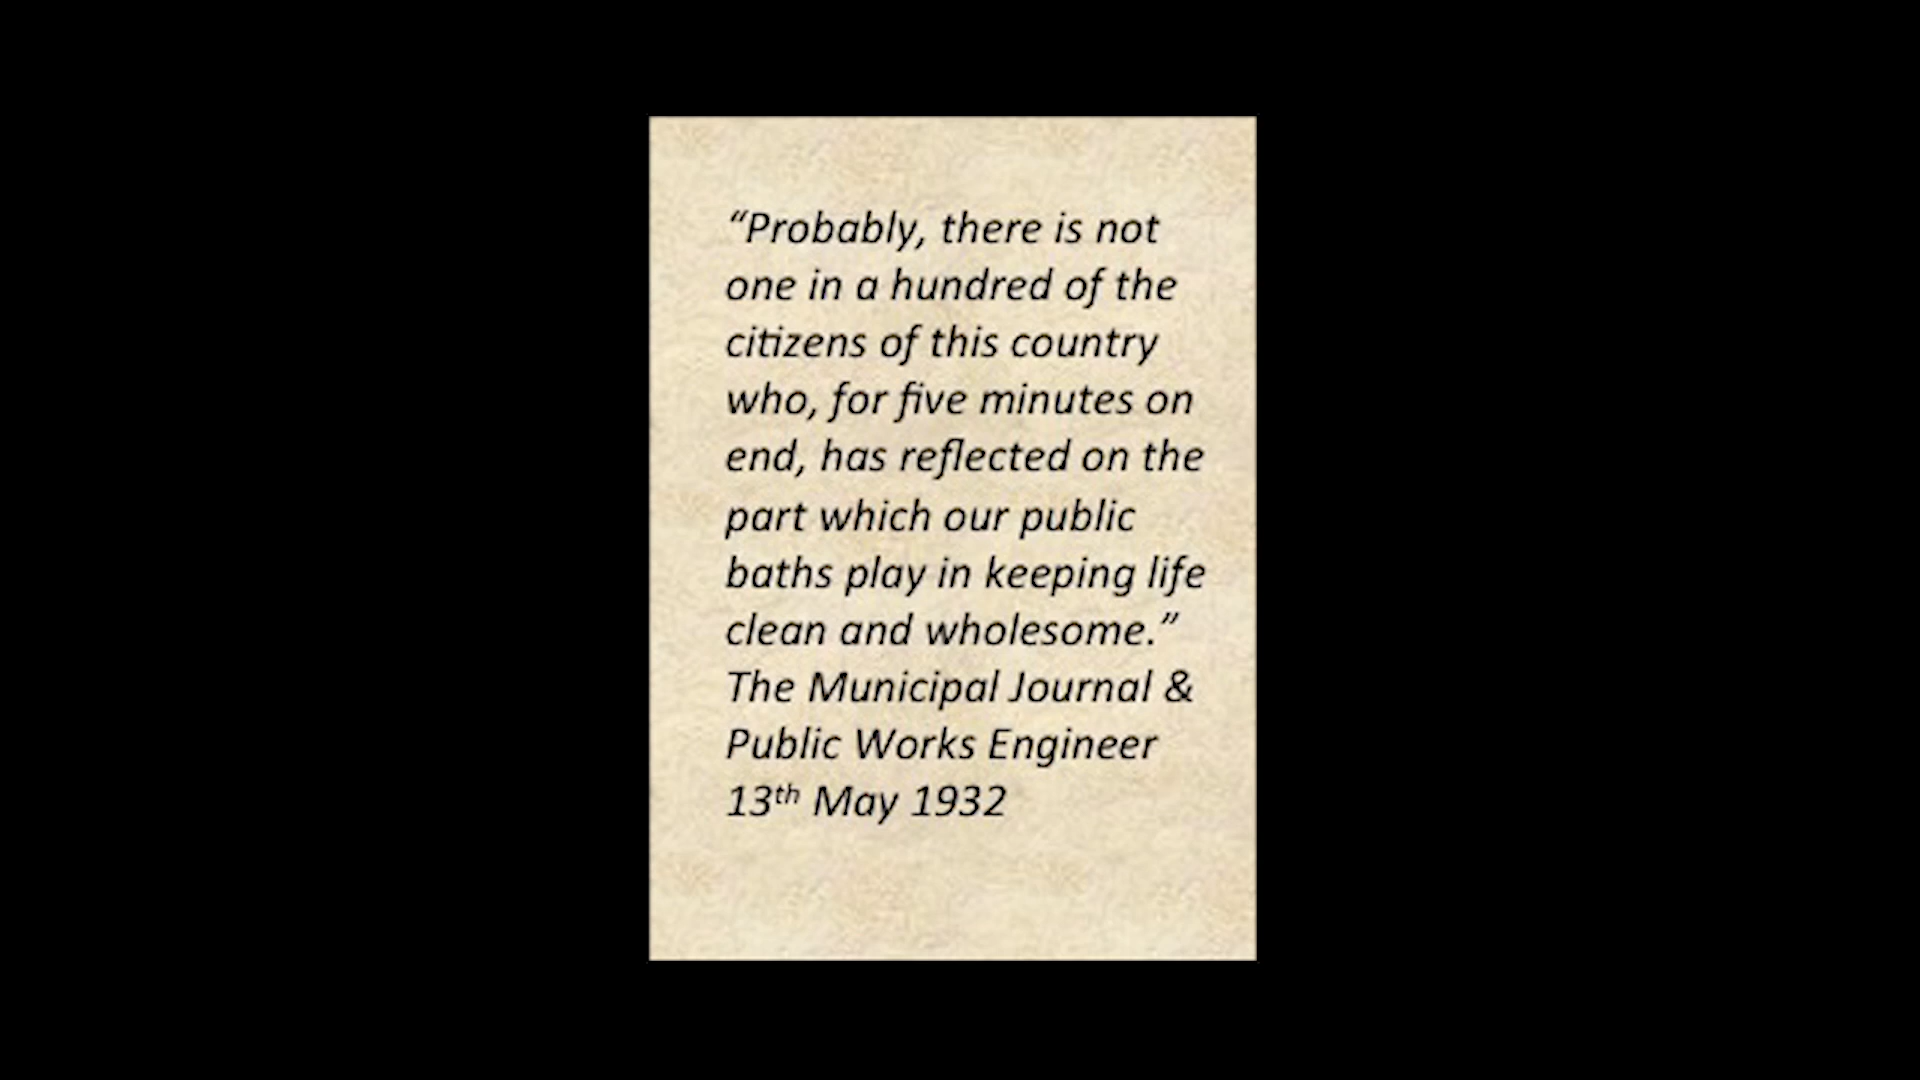 “Probably, there is not
one in a hundred of the
citizens of this country
who, for five minutes on
end, has reflected on the
part which our public
baths play in keeping life
clean and wholesome.”
The Municipal Journal &
Public Works Engineer
13th May 1932